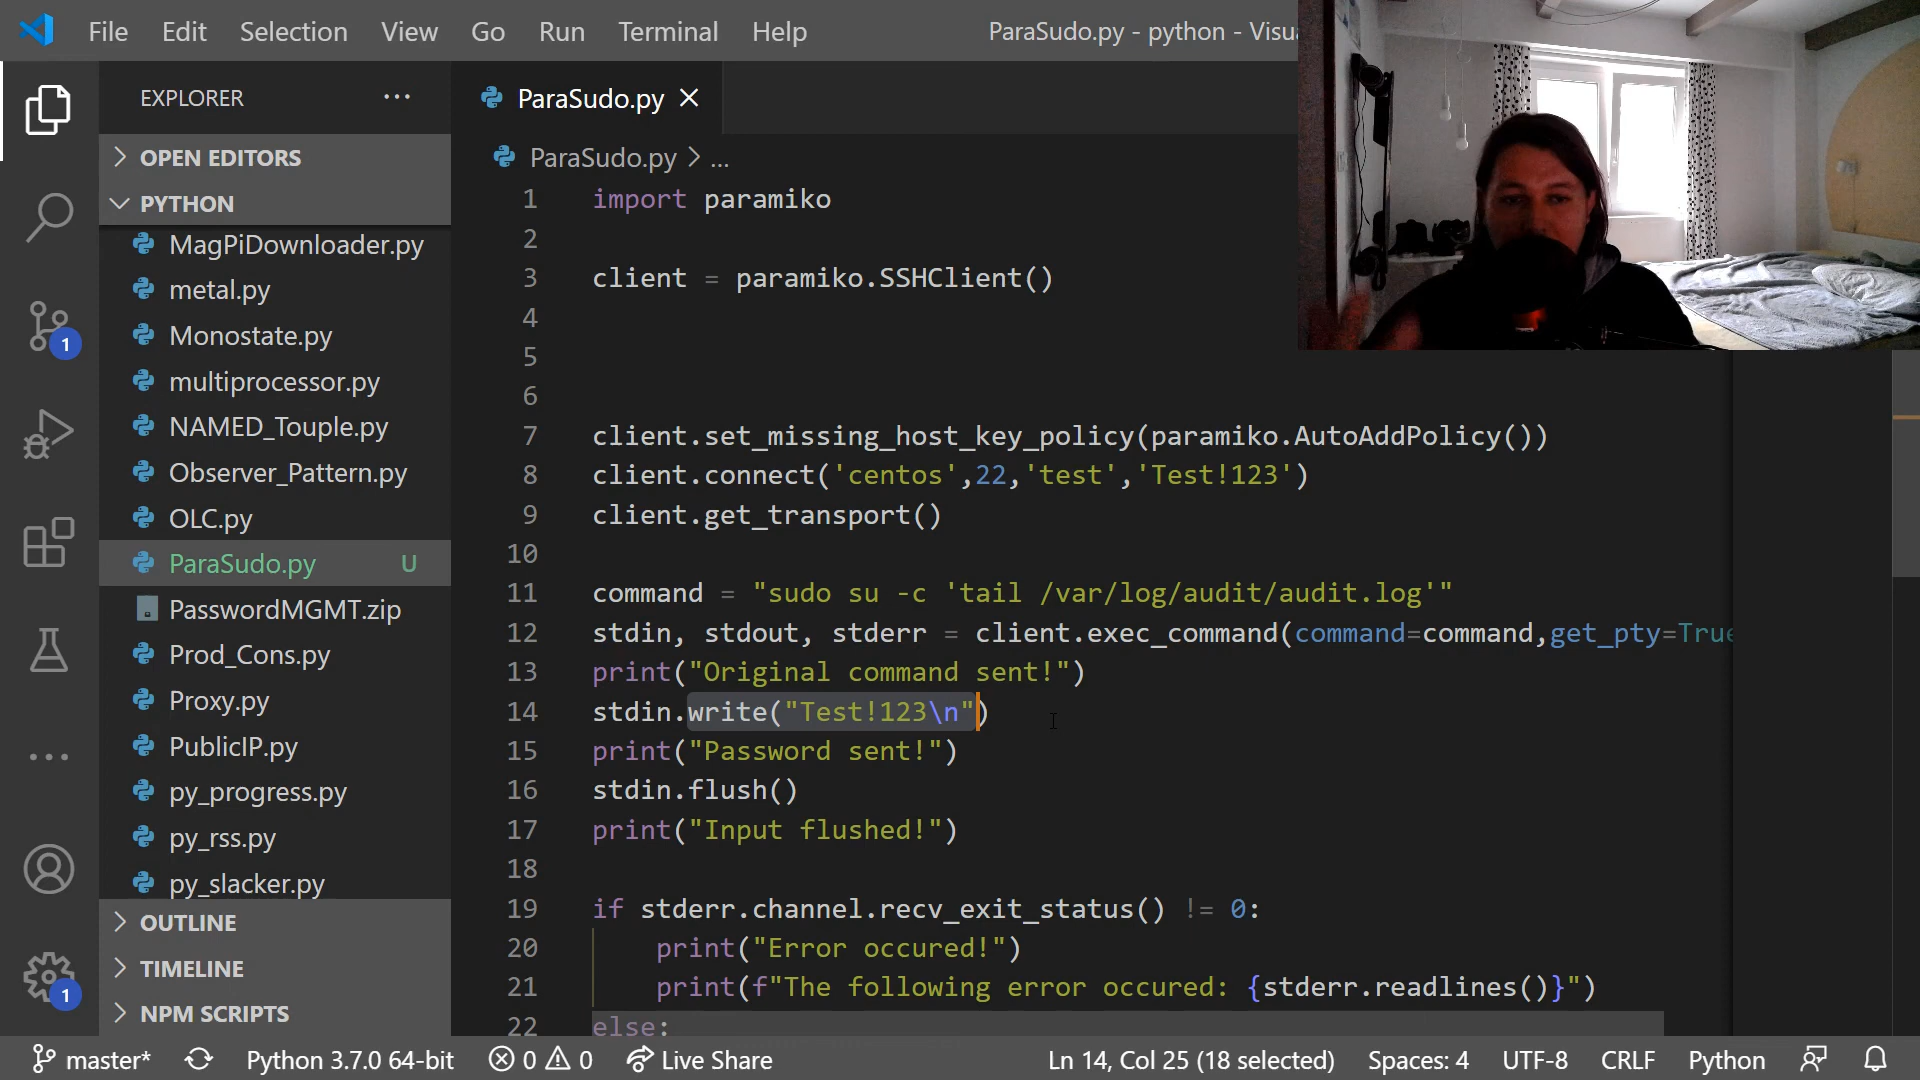 File Edit Selection View Go Run Terminal Help
ParaSudo.py - python - Visu
EXPLORER
ParaSudo.py
OPEN EDITORS
PYTHON
MagPiDownloader.py
metal.py
Monostate.py
multiprocessor.py
NAMED_Touple.py
Observer_Pattern.py
OLC.py
ParaSudo.py U
PasswordMGMT.zip
Prod_Cons.py
Proxy.py
PublicIP.py
py_progress.py
py_rss.py
py_slacker.py
OUTLINE
TIMELINE
NPM SCRIPTS
1
1
ParaSudo.py > ...
1 import paramiko
2
3 client = paramiko.SSHClient()
4
5
6
7 client.set_missing_host_key_policy(paramiko.AutoAddPolicy())
8 client.connect('centos',22,'test','Test!123')
9 client.get_transport()
10
11 command = "sudo su -c 'tail /var/log/audit/audit.log'"
12 stdin, stdout, stderr = client.exec_command(command=command,get_pty=True
13 print("Original command sent!")
14 stdin.write("Test!123\n")
15 print("Password sent!")
16 stdin.flush()
17 print("Input flushed!")
18
19 if stderr.channel.recv_exit_status() != 0:
20 print("Error occured!")
21 print(f"The following error occured: {stderr.readlines()}")
22 else:
master* Python 3.7.0 64-bit 0 0 Live Share Ln 14, Col 25 (18 selected) Spaces: 4 UTF-8 CRLF Python